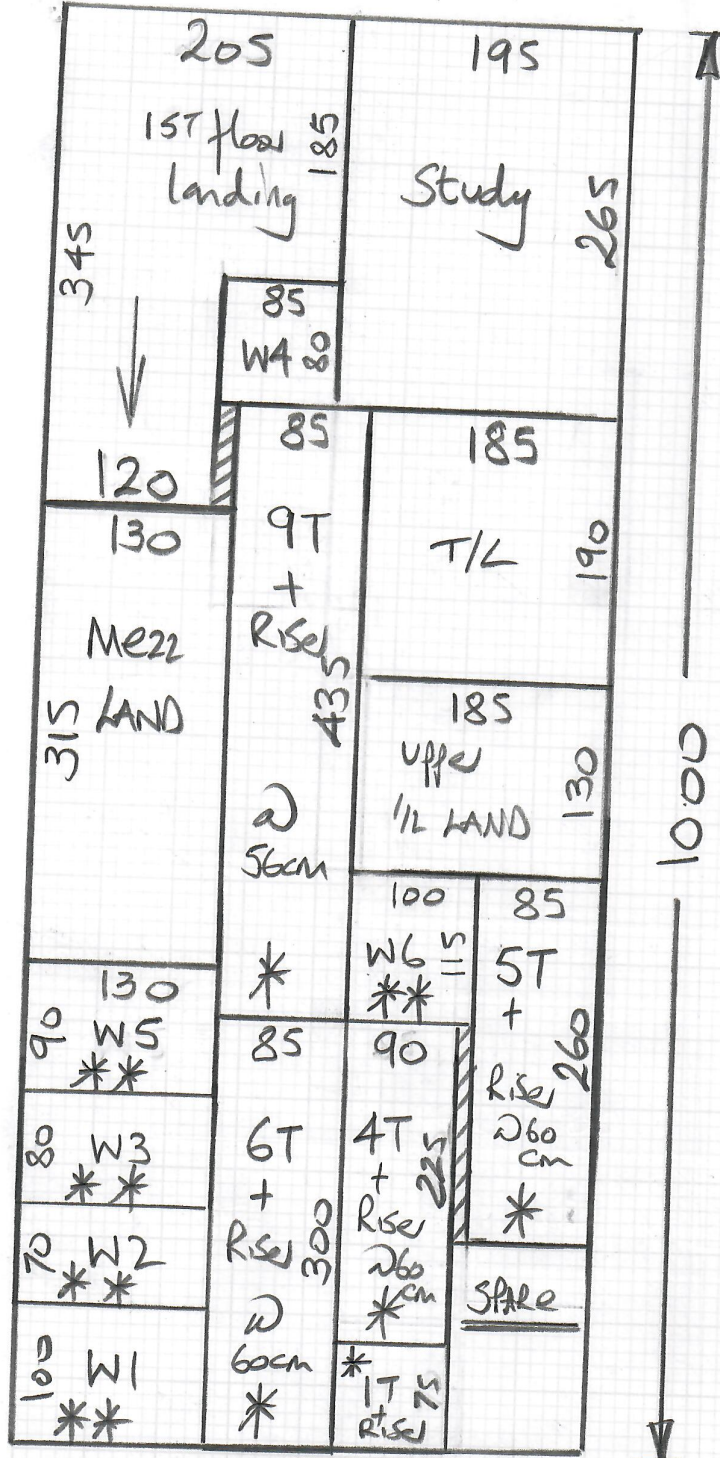 205
1ST floor
landing
185
345
120
195
Study
265
85
W4
80
130
Mezz
LAND
315
85
9T
+
Riser
435
@
56cm
*
185
T/L
190
185
upper
T/L LAND
130
1000
100
W6
115
**
85
5T
+
Riser
260
@60
cm
*
130
90
W5
**
80
W3
**
70
W2
**
100
W1
**
85
6T
+
Riser
300
@
60cm
*
90
4T
+
225
Riser
@60
cm
*
*
1T
+
Riser
75
SPARE